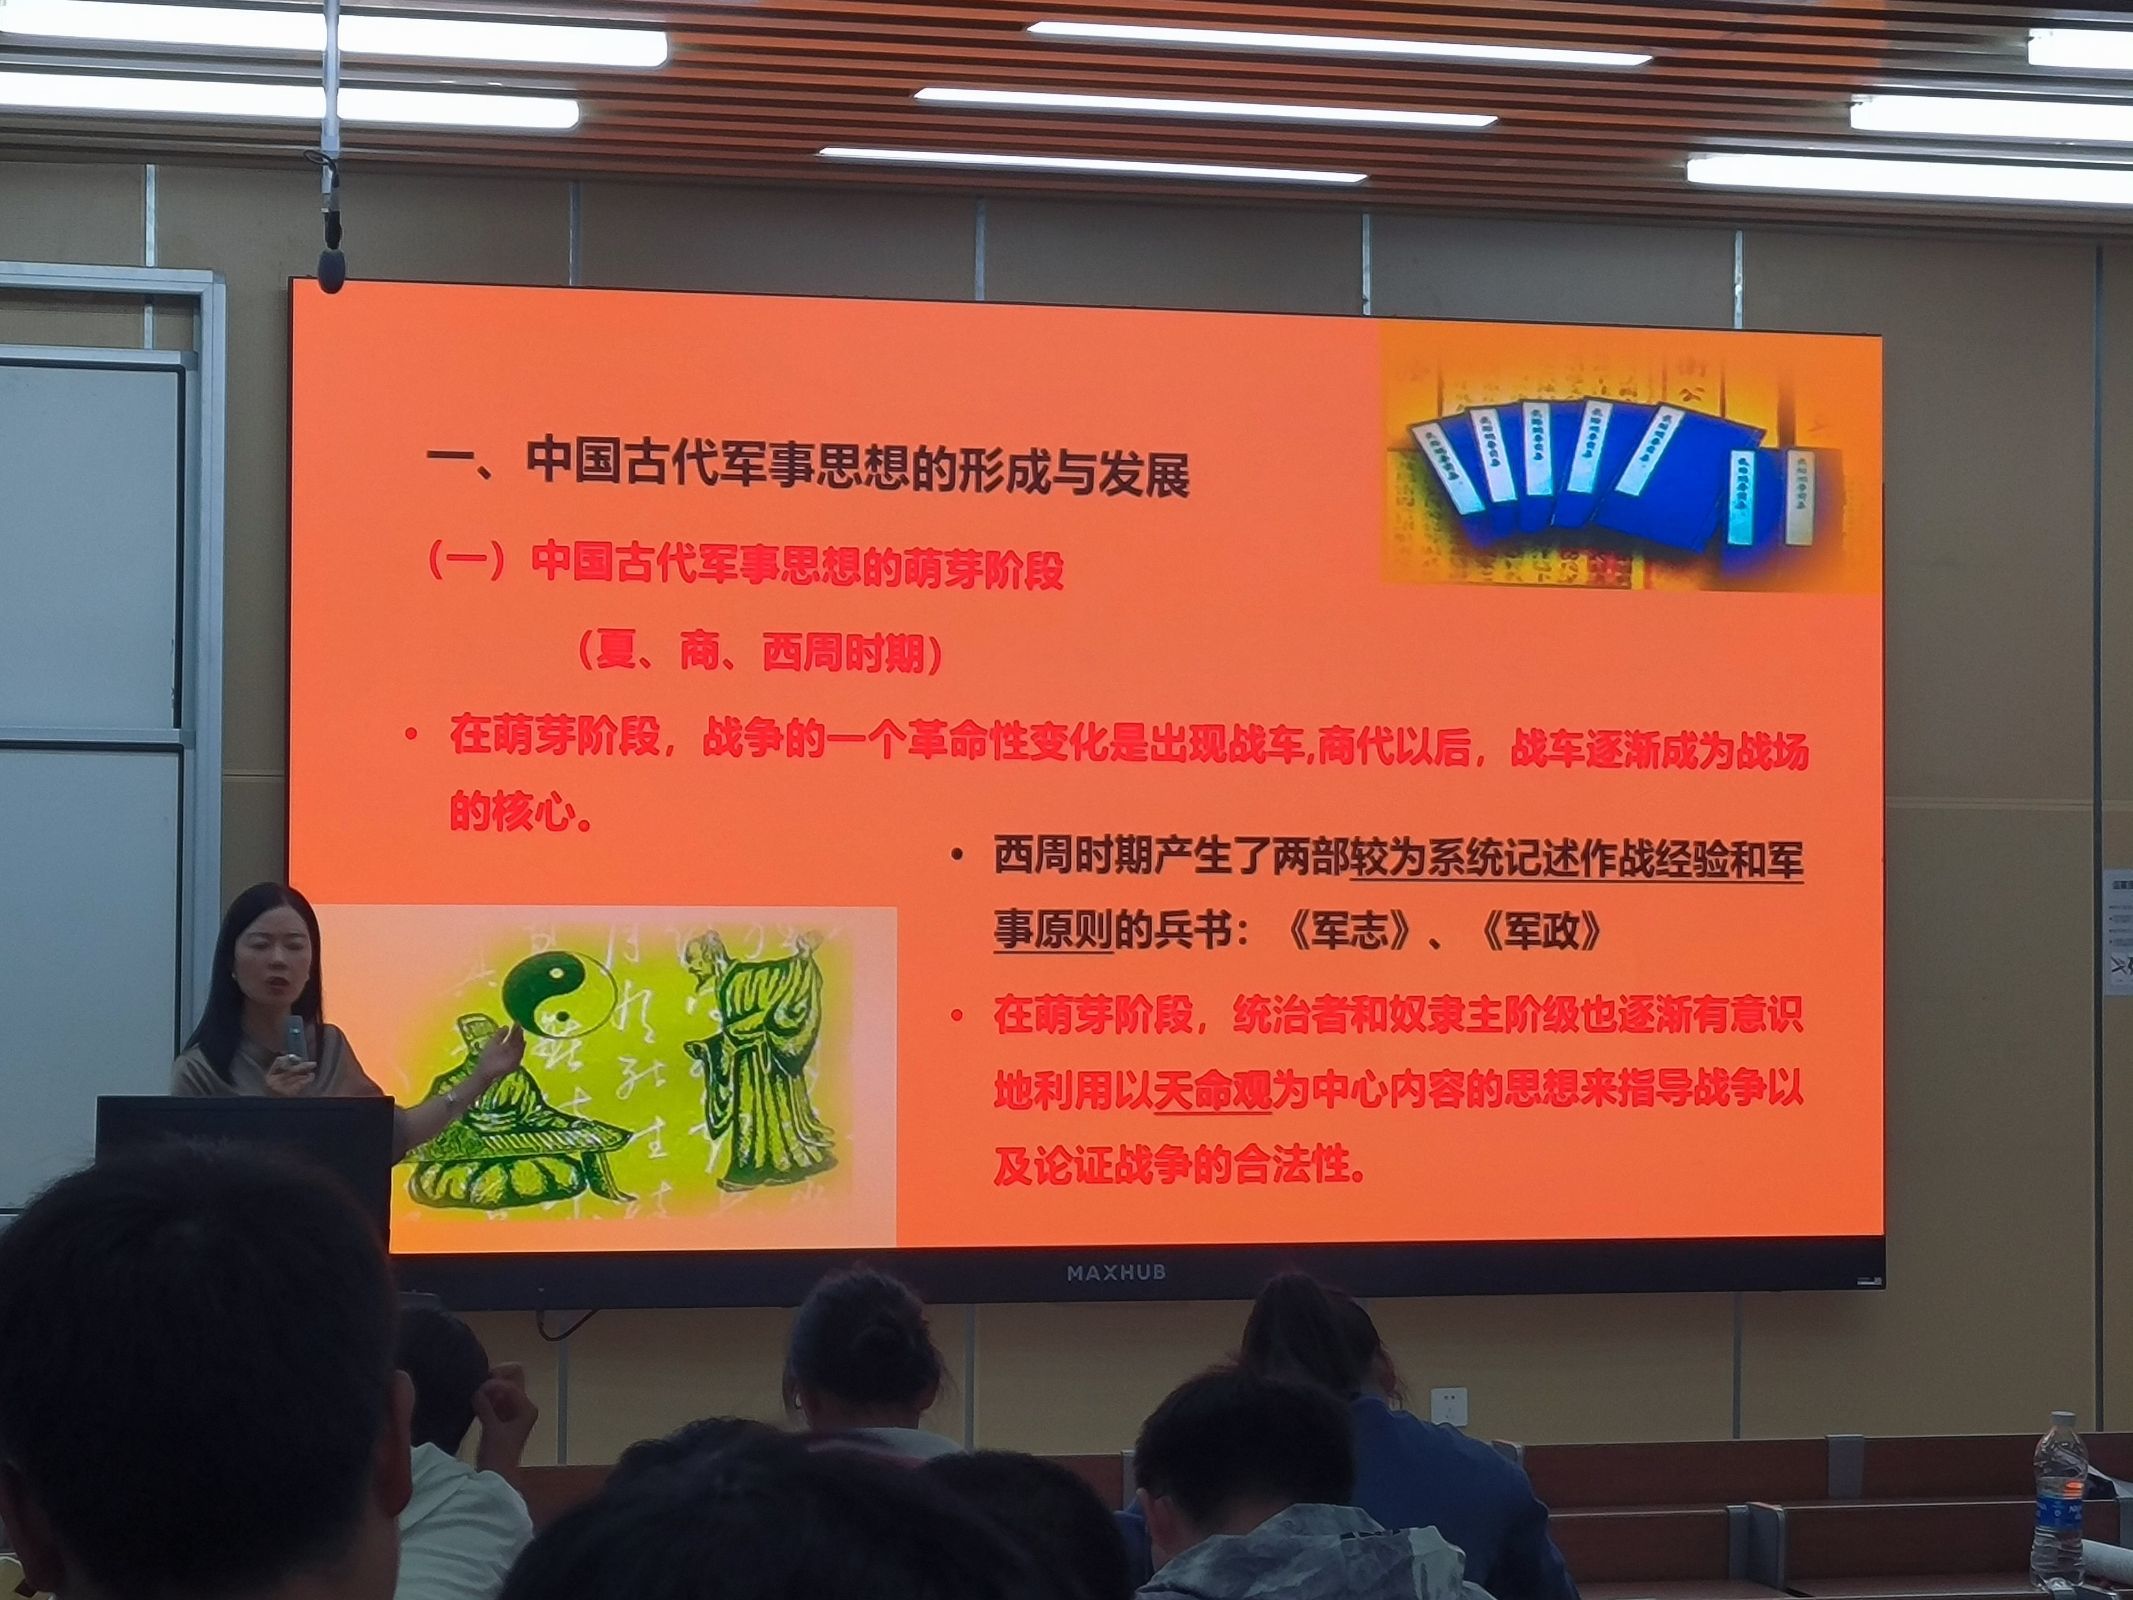 一、中国古代军事思想的形成与发展
（一）中国古代军事思想的萌芽阶段
（夏、商、西周时期）
• 在萌芽阶段，战争的一个革命性变化是出现战车,商代以后，战车逐渐成为战场
的核心。
• 西周时期产生了两部较为系统记述作战经验和军
事原则的兵书：《军志》、《军政》
• 在萌芽阶段，统治者和奴隶主阶级也逐渐有意识
地利用以天命观为中心内容的思想来指导战争以
及论证战争的合法性。
MAXHUB